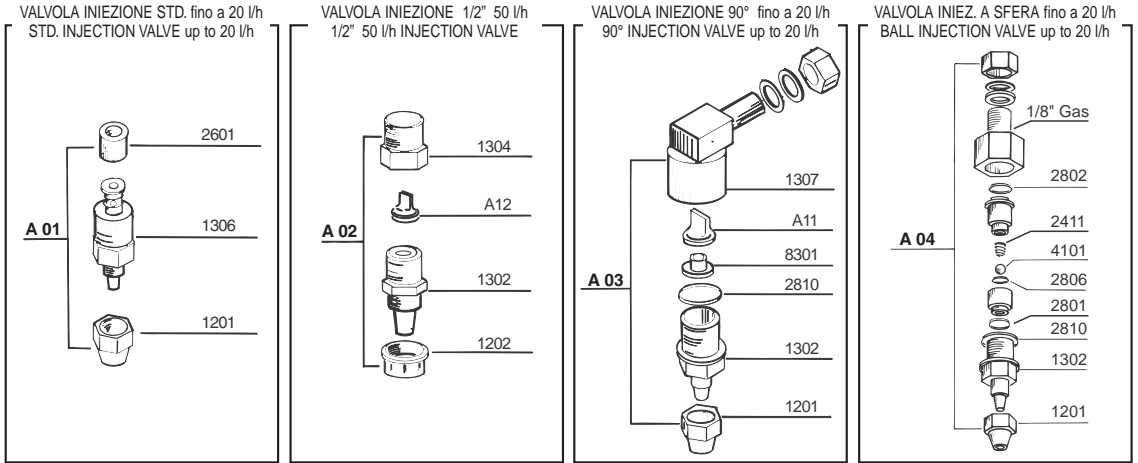 VALVOLA INIEZIONE STD. fino a 20 l/h
STD. INJECTION VALVE up to 20 l/h
2601
1306
A 01
1201
VALVOLA INIEZIONE 1/2” 50 l/h
1/2” 50 l/h INJECTION VALVE
1304
A12
A 02
1302
1202
VALVOLA INIEZIONE 90° fino a 20 l/h
90° INJECTION VALVE up to 20 l/h
1307
A11
8301
A 03
2810
1302
1201
VALVOLA INIEZ. A SFERA fino a 20 l/h
BALL INJECTION VALVE up to 20 l/h
1/8" Gas
2802
2411
A 04
4101
2806
2801
2810
1302
1201